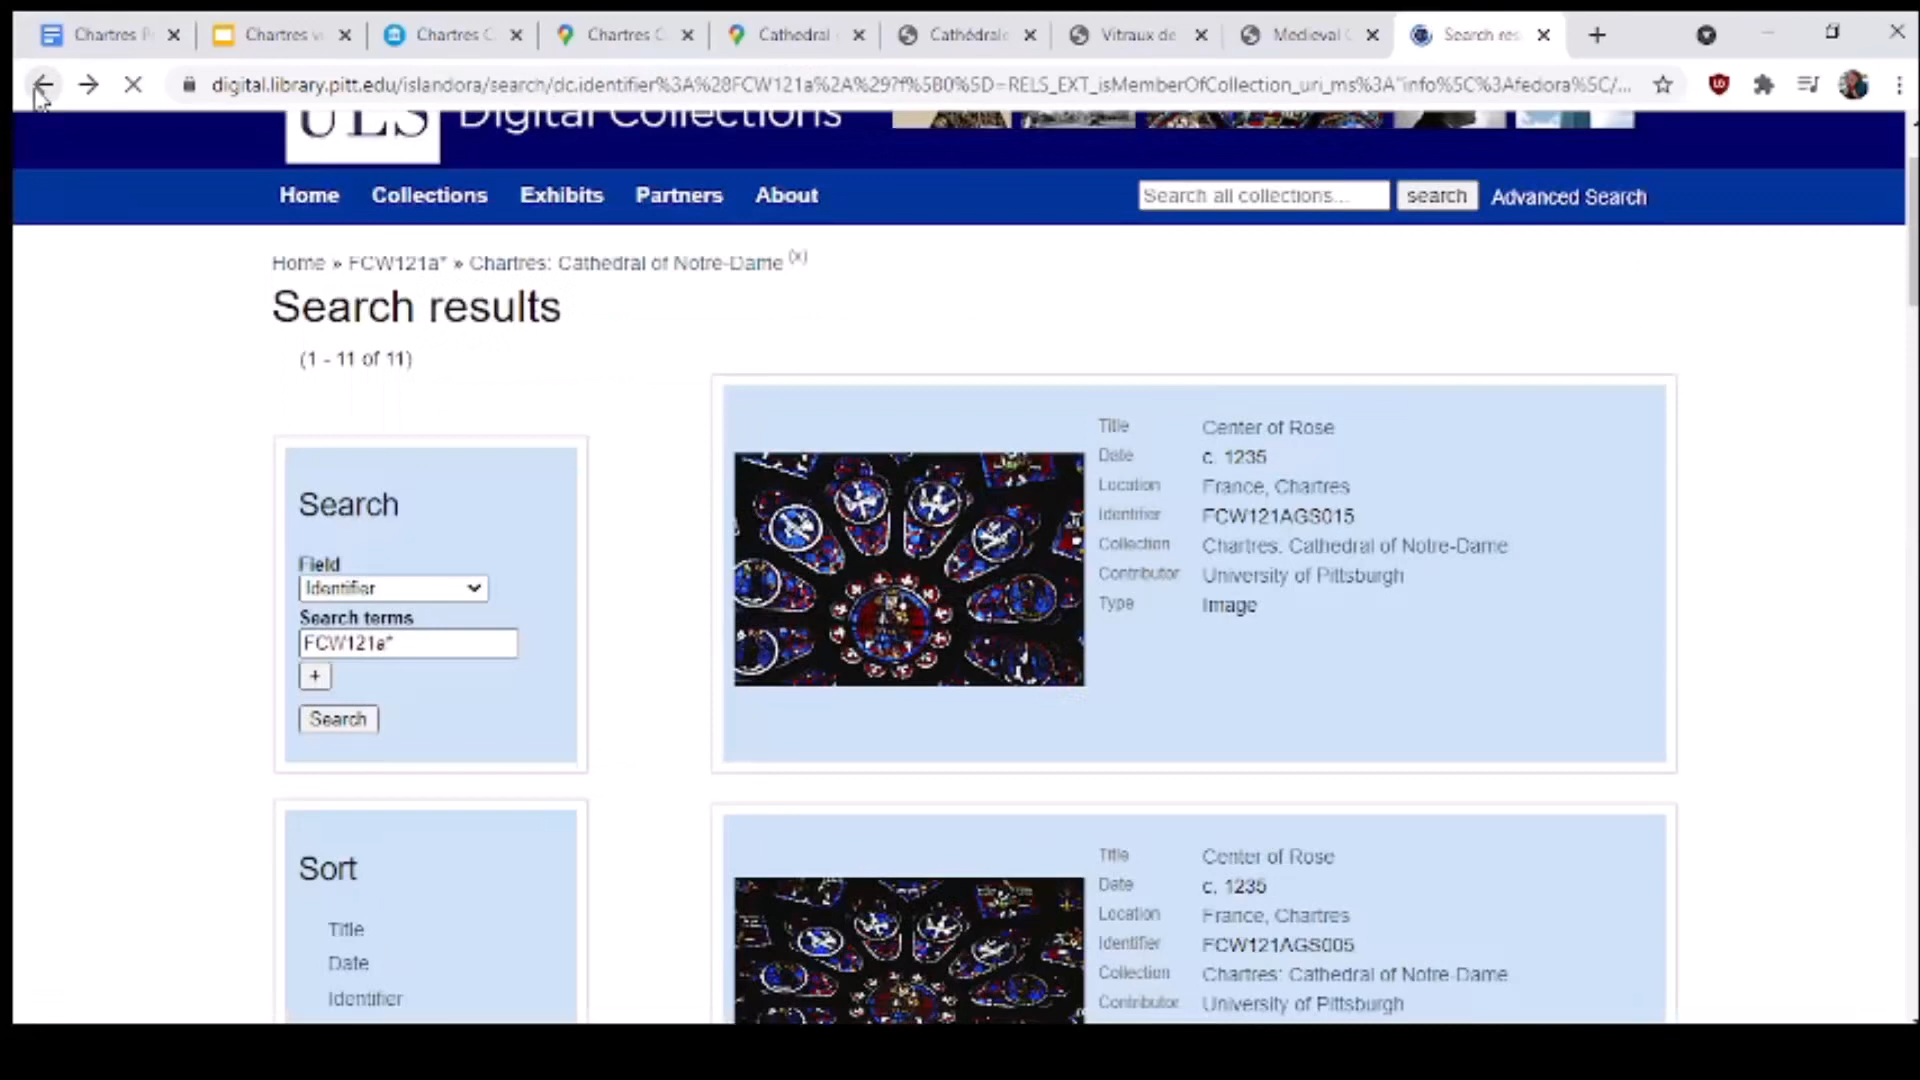 Chartres P
Chartres v
Chartres C
Chartres C
Cathedral
Cathédrale
Vitraux de
Medieval C
Search res
digital.library.pitt.edu/islandora/search/dc.identifier%3A%28FCW121a%2A%29?f%5B0%5D=RELS_EXT_isMemberOfCollection_uri_ms%3A"info%5C%3Afedora%5C/...
ULS Digital Collections
Home Collections Exhibits Partners About
Search all collections... search Advanced Search
Home » FCW121a* » Chartres: Cathedral of Notre-Dame (x)
Search results
(1 - 11 of 11)
Search
Field
Identifier
Search terms
FCW121a*
+
Search
Sort
Title
Date
Identifier
Title Center of Rose
Date c. 1235
Location France, Chartres
Identifier FCW121AGS015
Collection Chartres: Cathedral of Notre-Dame
Contributor University of Pittsburgh
Type Image
Title Center of Rose
Date c. 1235
Location France, Chartres
Identifier FCW121AGS005
Collection Chartres: Cathedral of Notre-Dame
Contributor University of Pittsburgh